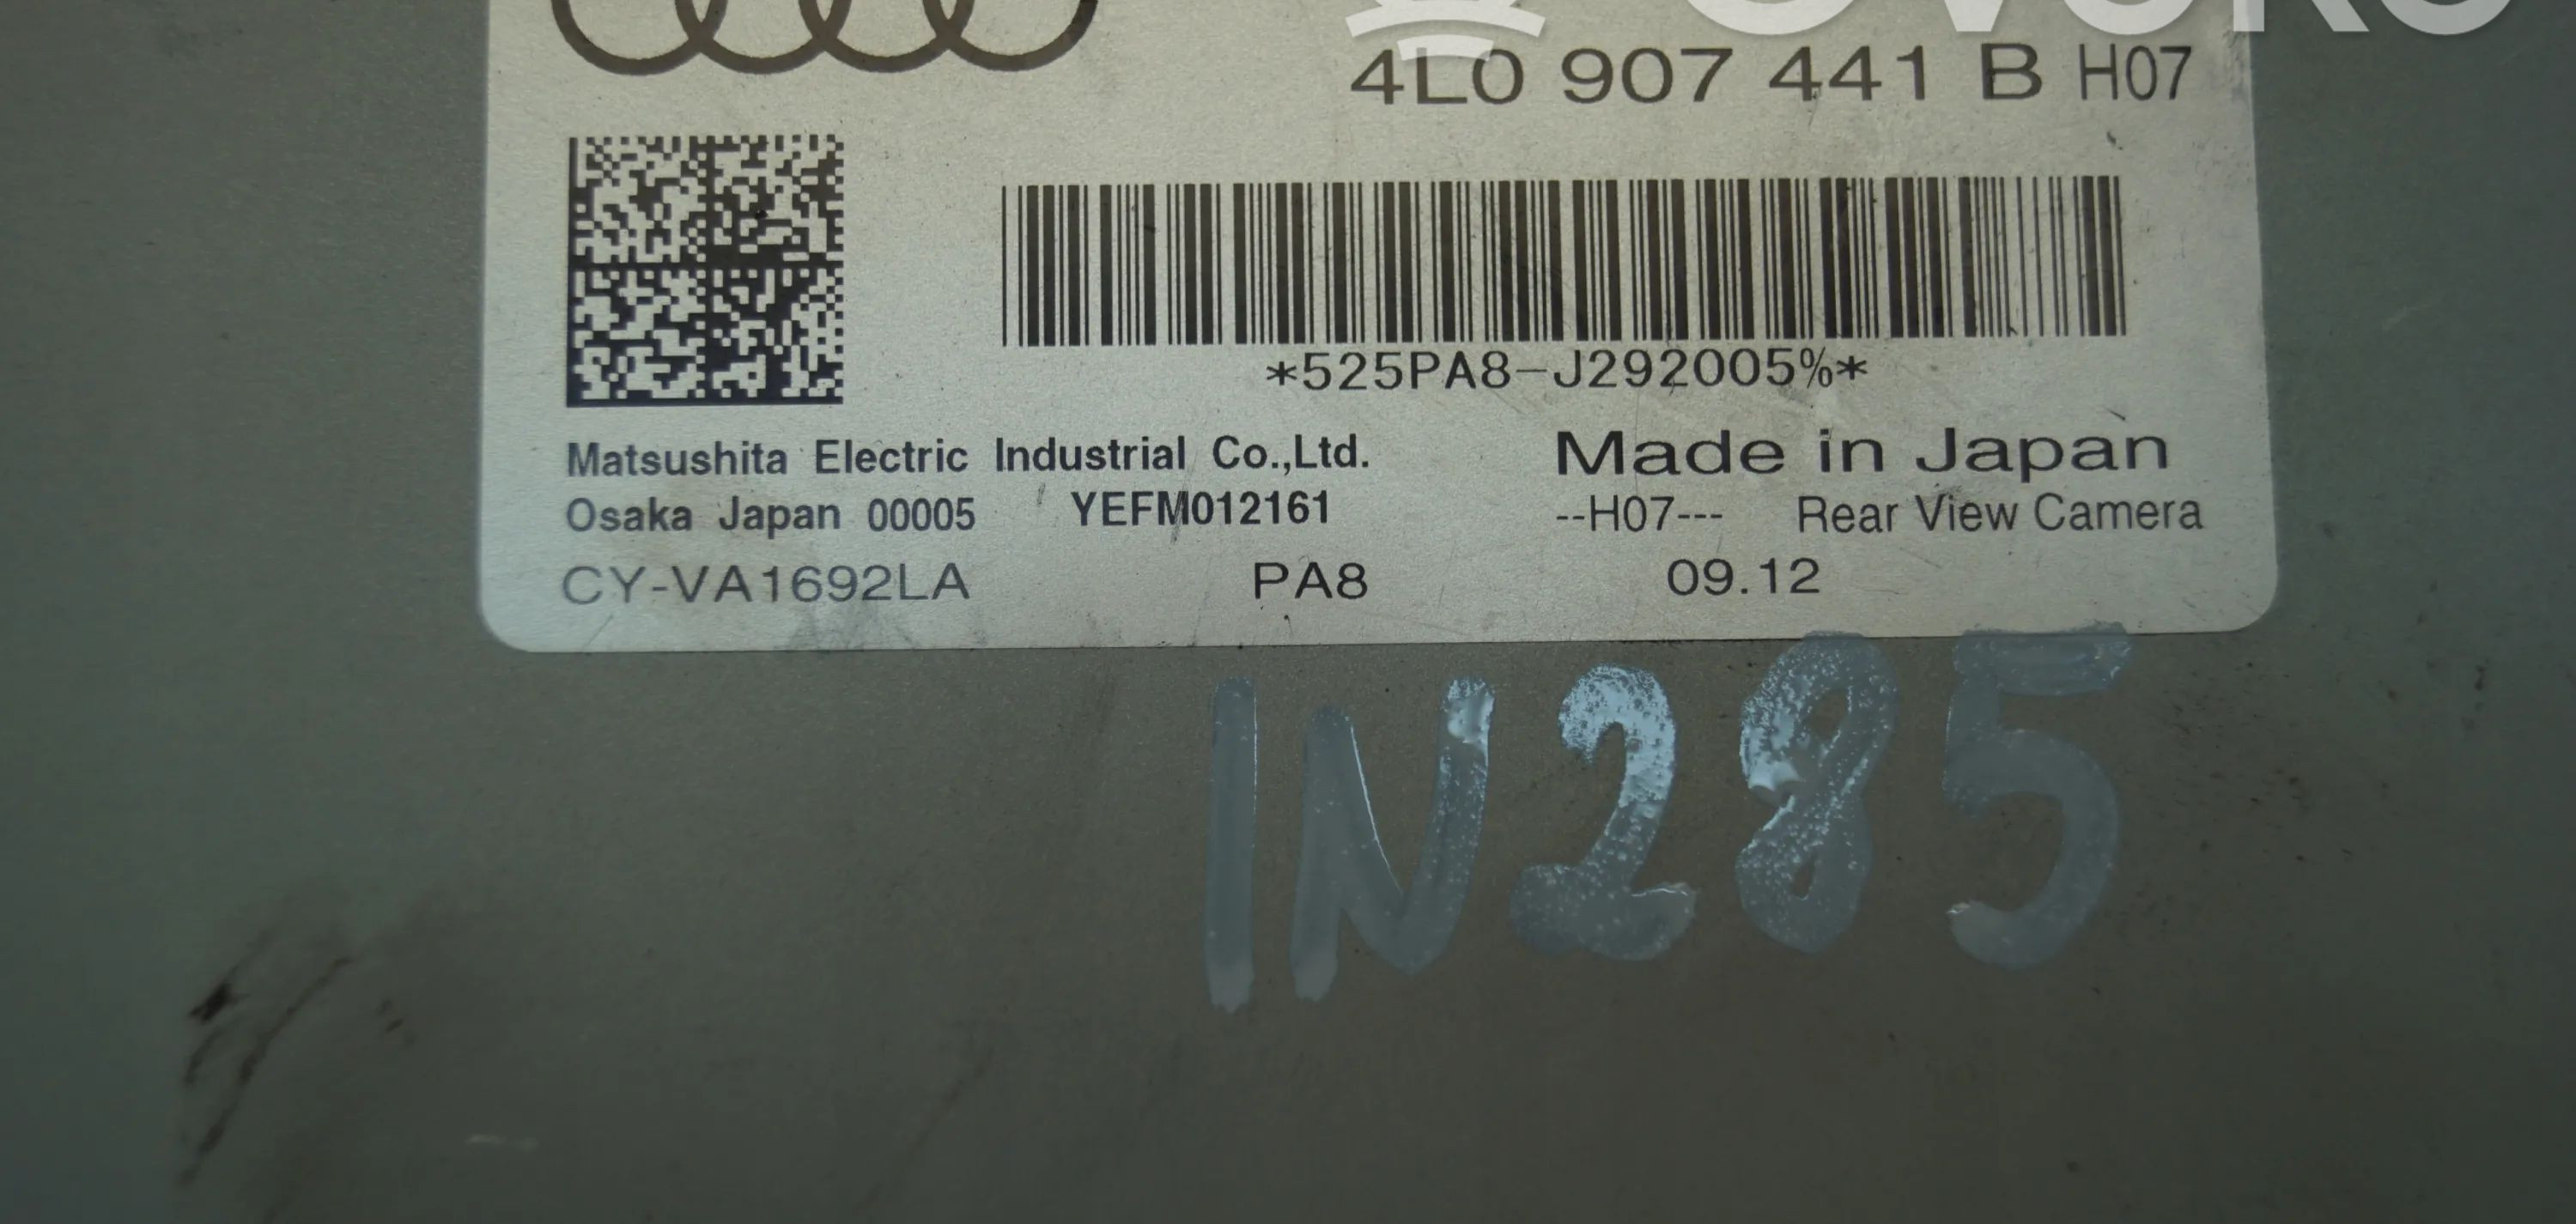 4L0 907 441 B H07
*525PA8-J292005%*
Matsushita Electric Industrial Co.,Ltd.
Made in Japan
Osaka Japan 00005 YEFM012161
--H07--- Rear View Camera
CY-VA1692LA PA8 09.12
IN285